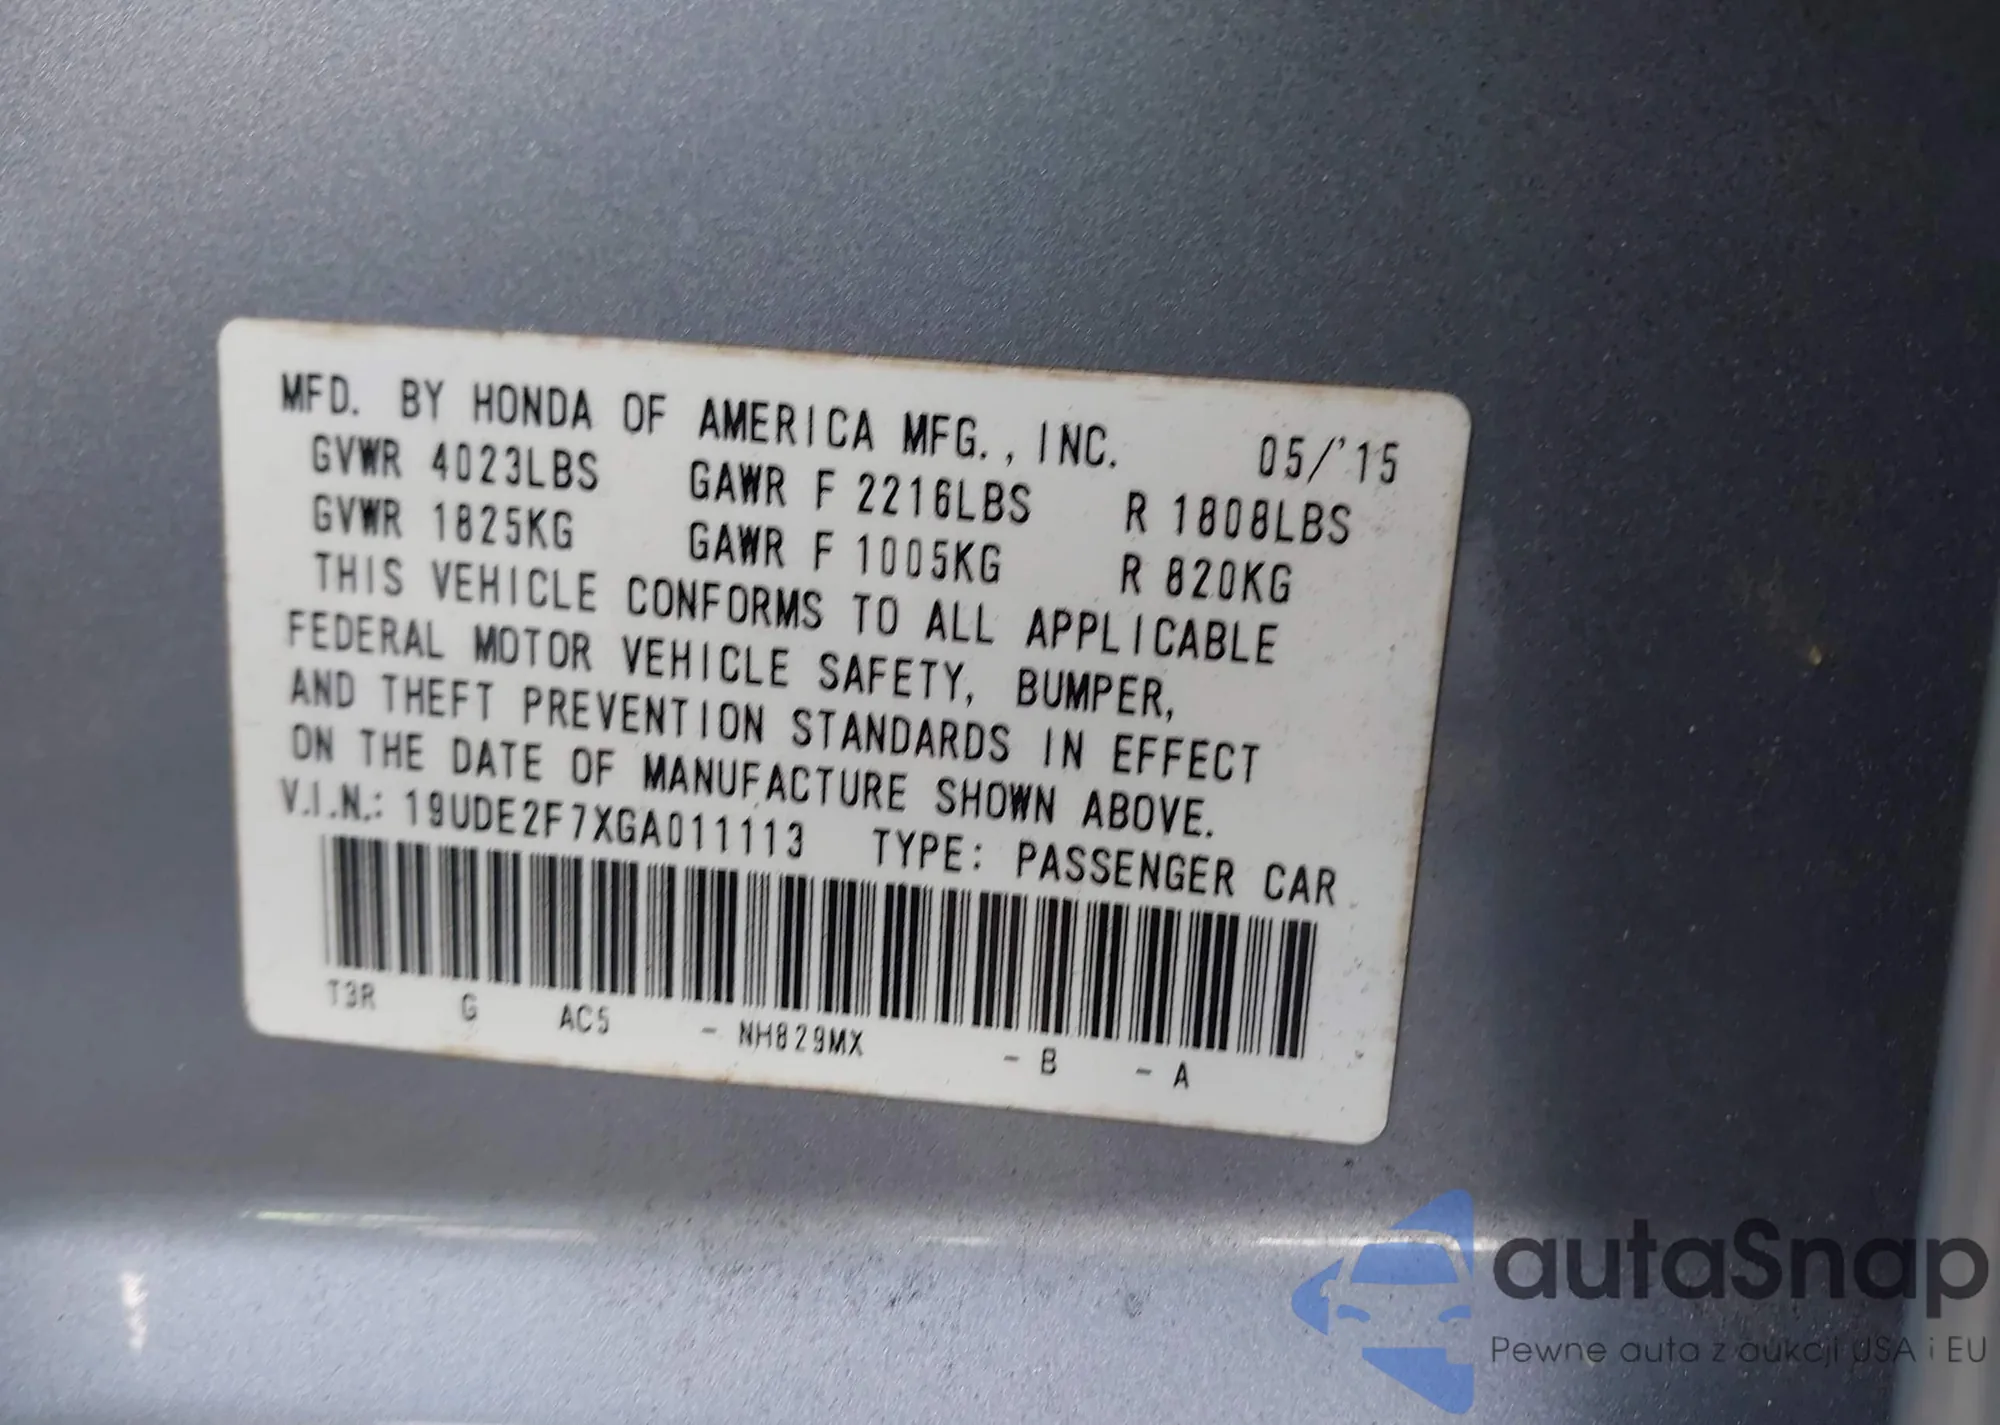 MFD. BY HONDA OF AMERICA MFG., INC. 05/'15
GVWR 4023LBS GAWR F 2216LBS R 1808LBS
GVWR 1825KG GAWR F 1005KG R 820KG
THIS VEHICLE CONFORMS TO ALL APPLICABLE
FEDERAL MOTOR VEHICLE SAFETY, BUMPER,
AND THEFT PREVENTION STANDARDS IN EFFECT
ON THE DATE OF MANUFACTURE SHOWN ABOVE.
V.I.N.: 19UDE2F7XGA011113 TYPE: PASSENGER CAR
T3R G AC5 - NH829MX - B - A
autaSnap
Pewne auta z aukcji USA i EU